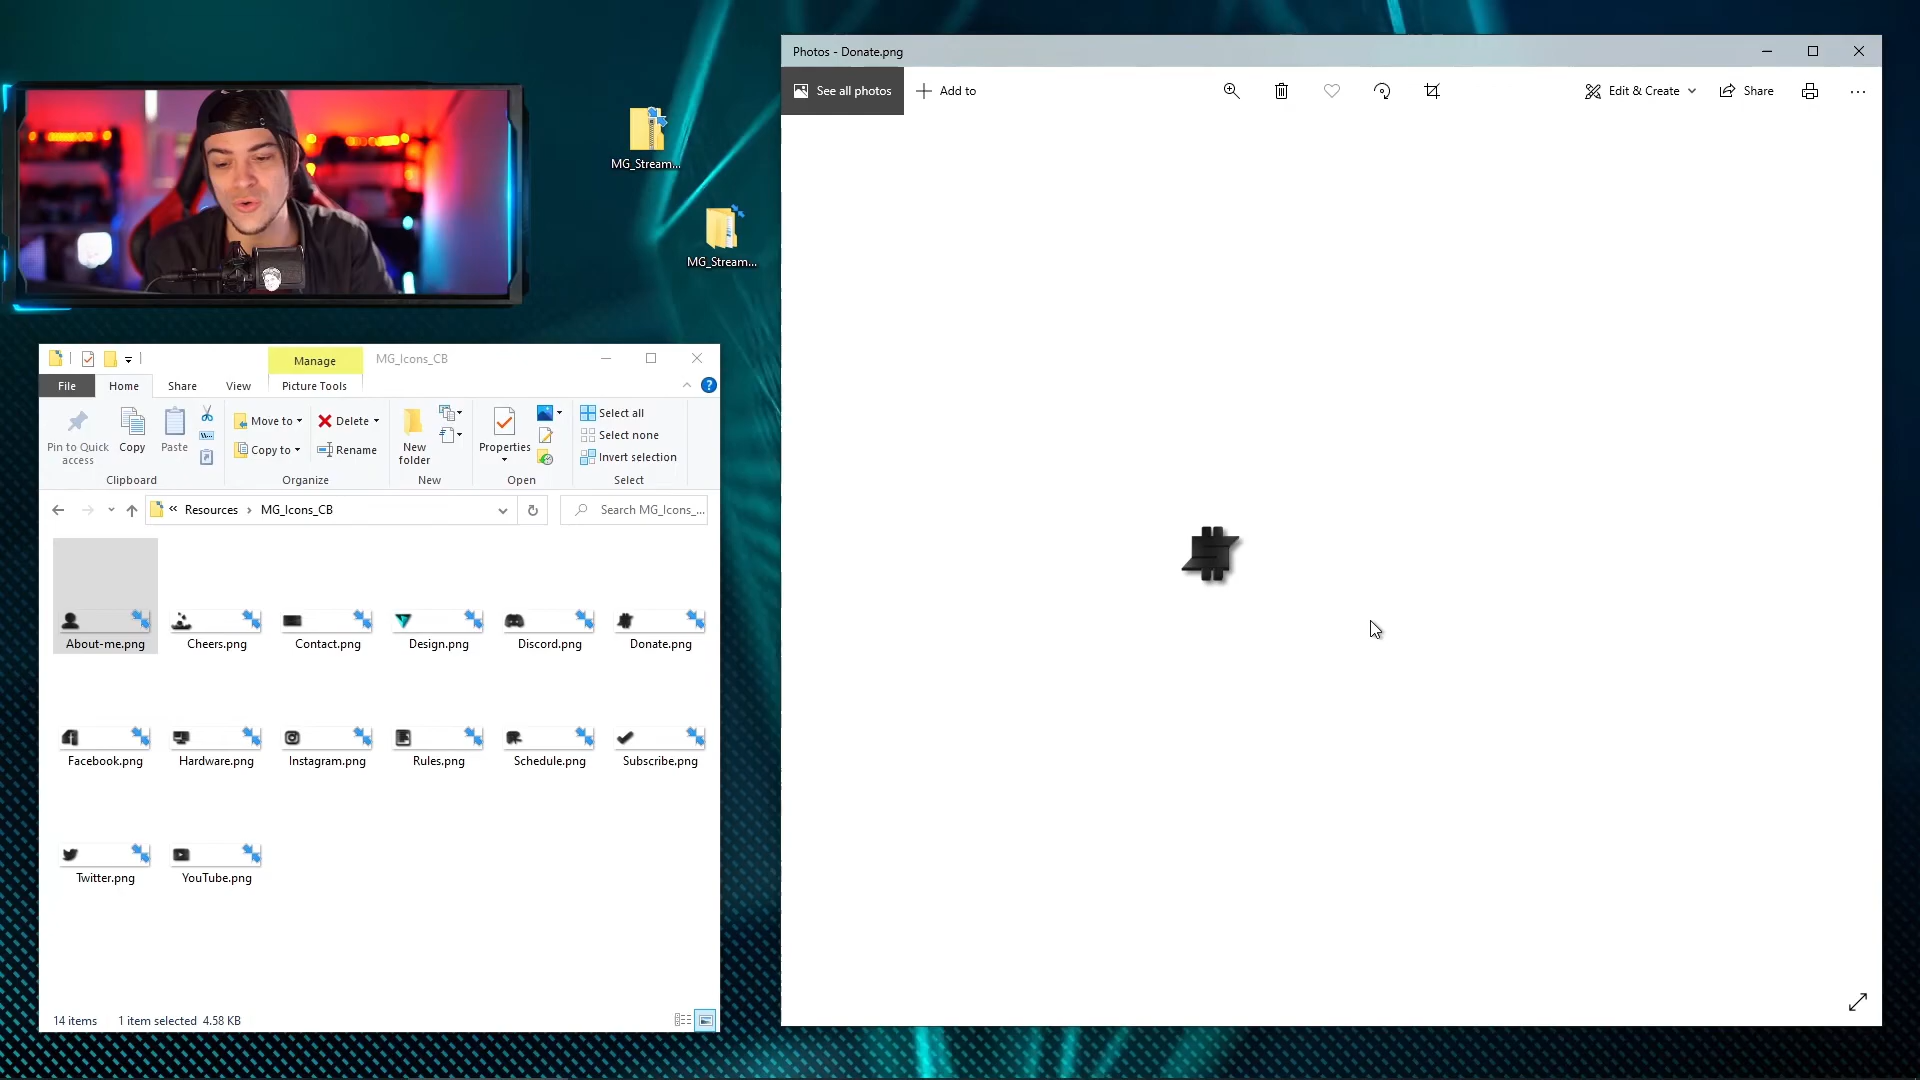 Photos - Donate.png
See all photos
Add to
Edit & Create
Share
MG_Stream...
MG_Stream...
Manage
MG_Icons_CB
File
Home
Share
View
Picture Tools
Pin to Quick access
Copy
Paste
Move to
Copy to
Delete
Rename
New folder
Properties
Select all
Select none
Invert selection
Clipboard
Organize
New
Open
Select
« Resources › MG_Icons_CB
Search MG_Icons_...
About-me.png
Cheers.png
Contact.png
Design.png
Discord.png
Donate.png
Facebook.png
Hardware.png
Instagram.png
Rules.png
Schedule.png
Subscribe.png
Twitter.png
YouTube.png
14 items
1 item selected 4.58 KB